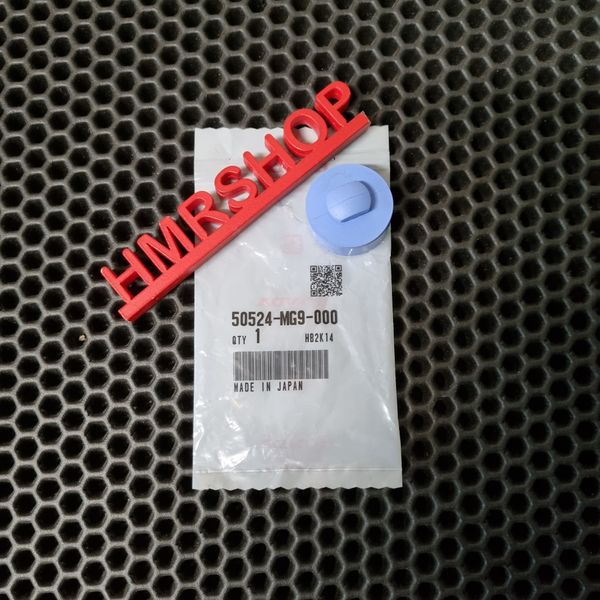 HMRSHOP
50524-MG9-000
QTY 1 HB2K14
MADE IN JAPAN